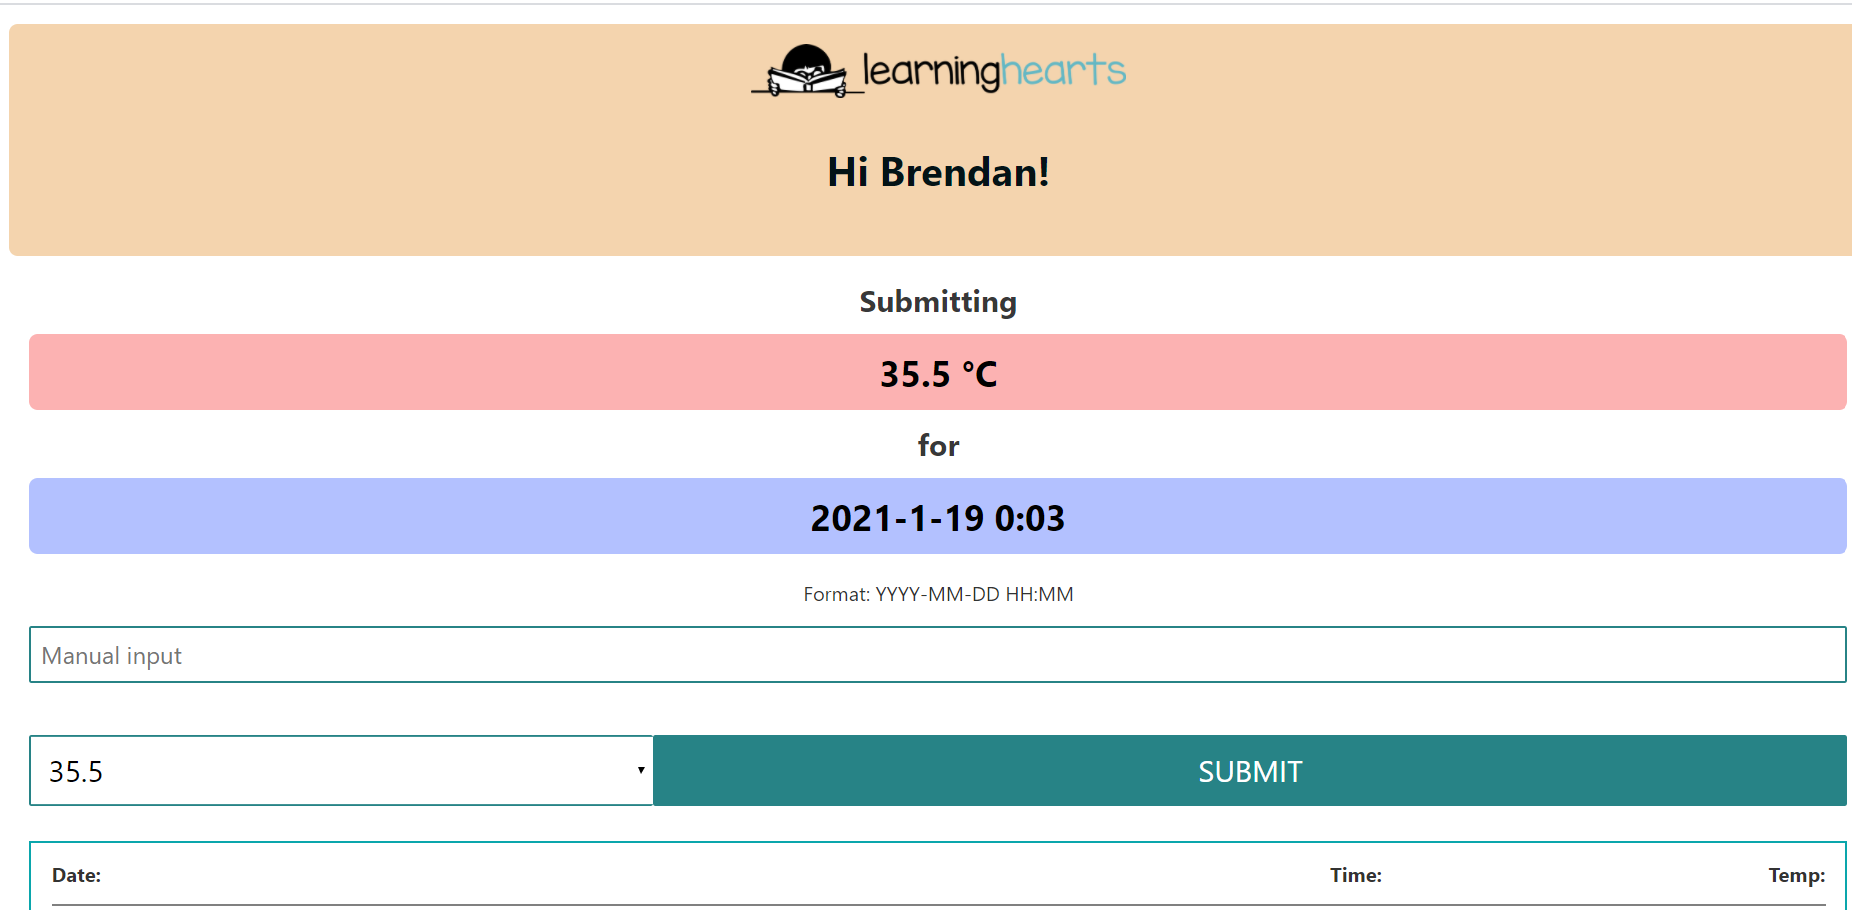 learninghearts
Hi Brendan!
Submitting
35.5 °C
for
2021-1-19 0:03
Format: YYYY-MM-DD HH:MM
Manual input
35.5 SUBMIT
Date: Time: Temp: